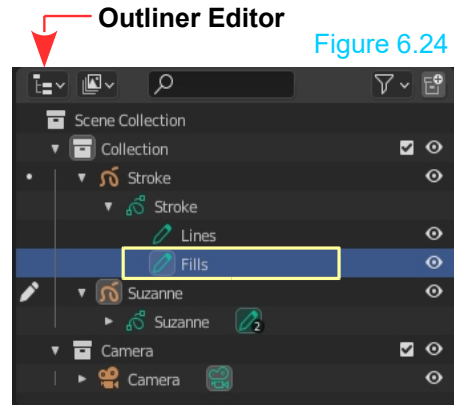 Outliner Editor
Figure 6.24
Scene Collection
Collection
Stroke
Stroke
Lines
Fills
Suzanne
Suzanne 2
Camera
Camera